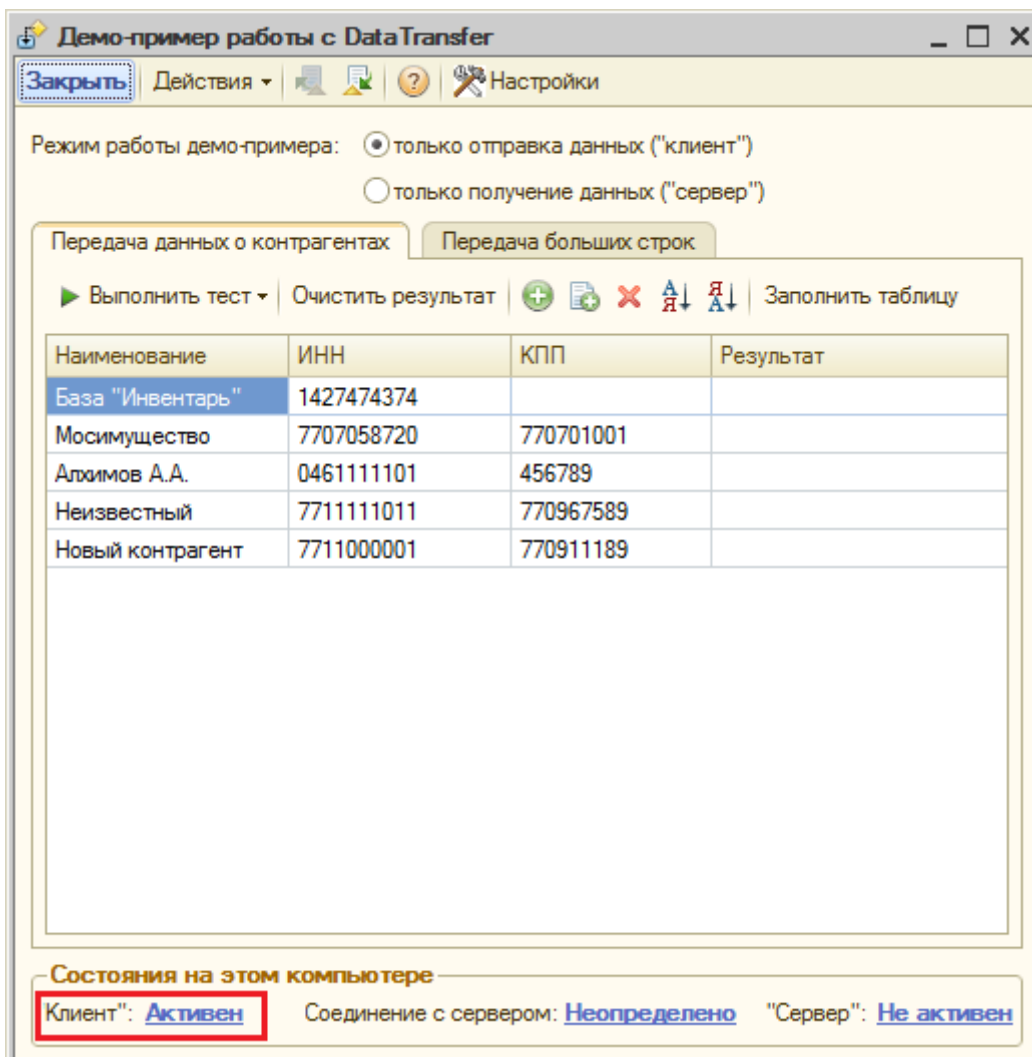 Демо-пример работы с DataTransfer
Закрыть Действия Настройки
Режим работы демо-примера: только отправка данных ("клиент")
только получение данных ("сервер")
Передача данных о контрагентах Передача больших строк
Выполнить тест Очистить результат Заполнить таблицу
Наименование ИНН КПП Результат
База "Инвентарь" 1427474374
Мосимущество 7707058720 770701001
Алхимов А.А. 0461111101 456789
Неизвестный 7711111011 770967589
Новый контрагент 7711000001 770911189
Состояния на этом компьютере
Клиент": Активен Соединение с сервером: Неопределено "Сервер": Не активен